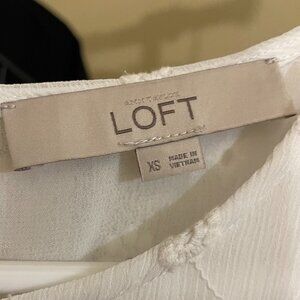 ANN TAYLOR
LOFT
XS
MADE IN
VIETNAM